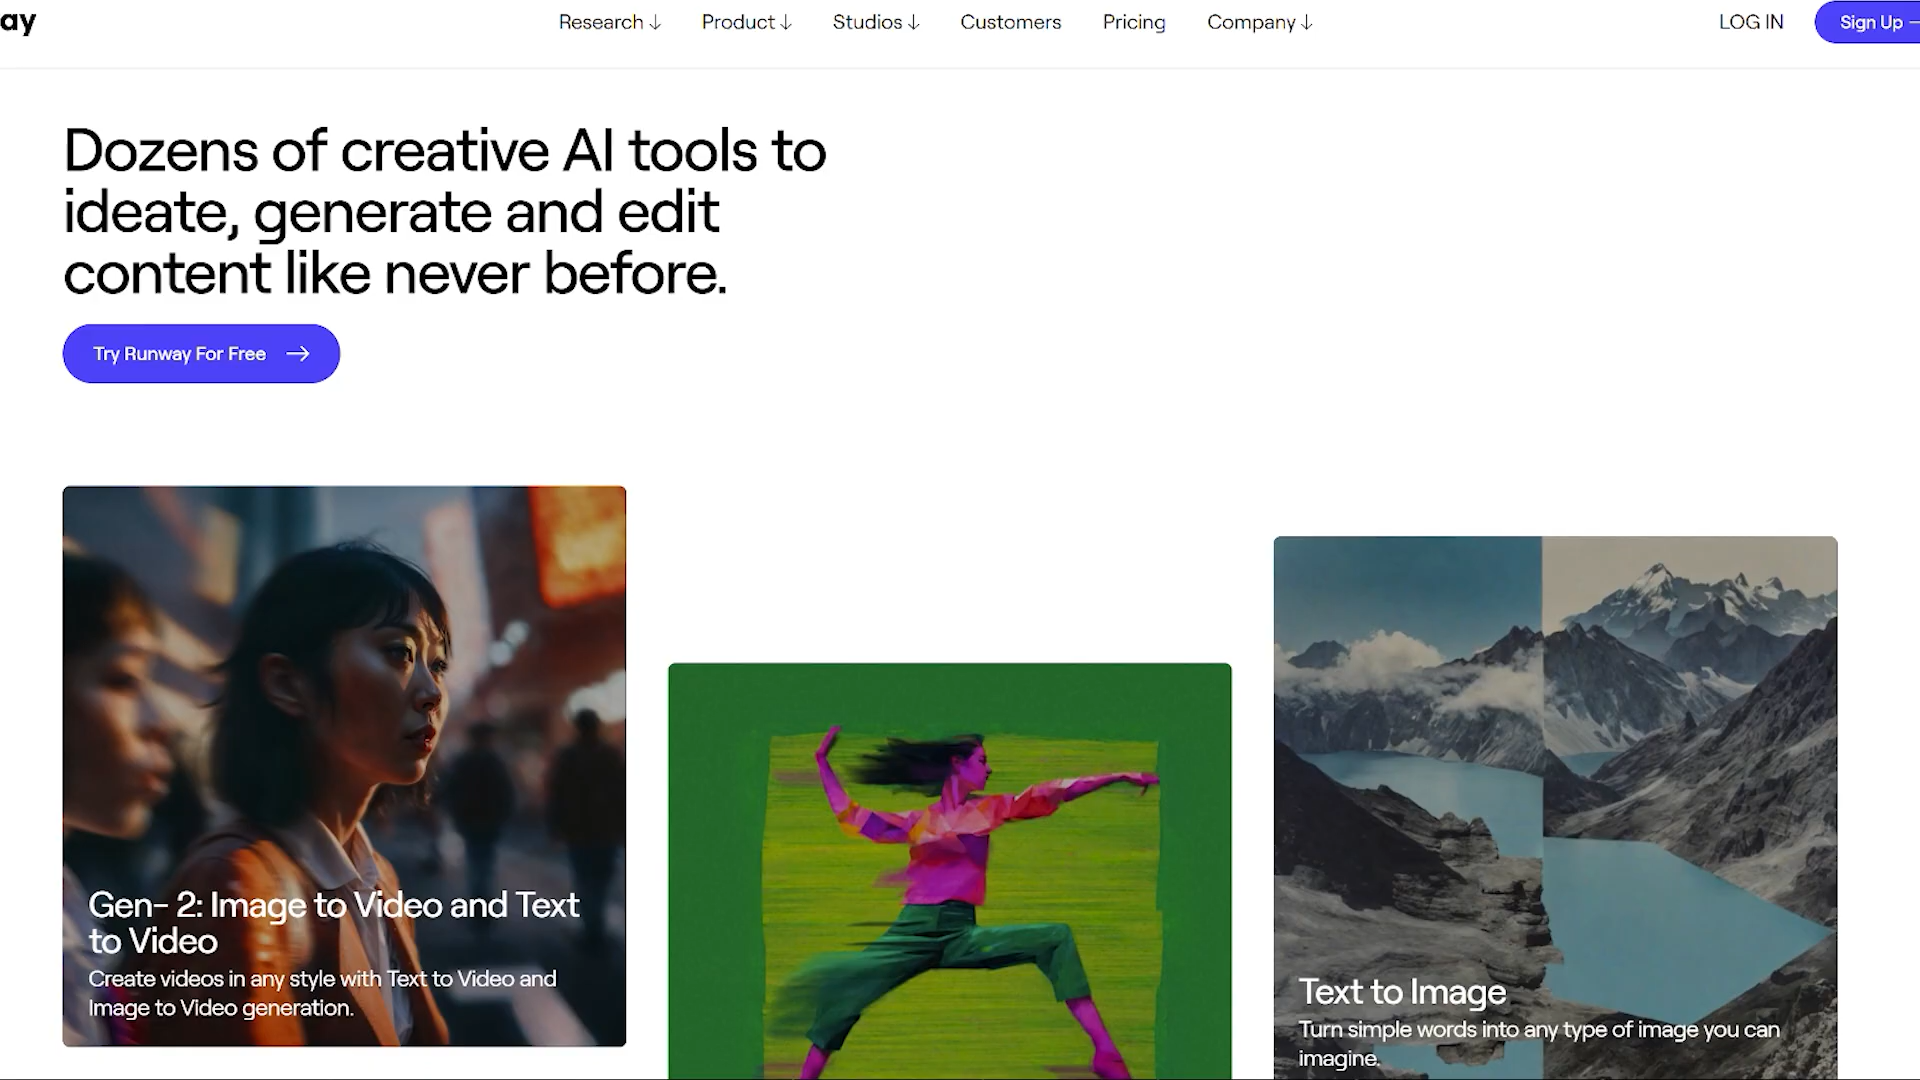 ay
Research ↓ Product ↓ Studios ↓ Customers Pricing Company ↓ LOG IN Sign Up
Dozens of creative AI tools to
ideate, generate and edit
content like never before.
Try Runway For Free →
Gen- 2: Image to Video and Text
to Video
Create videos in any style with Text to Video and
Image to Video generation.
Text to Image
Turn simple words into any type of image you can
imagine.